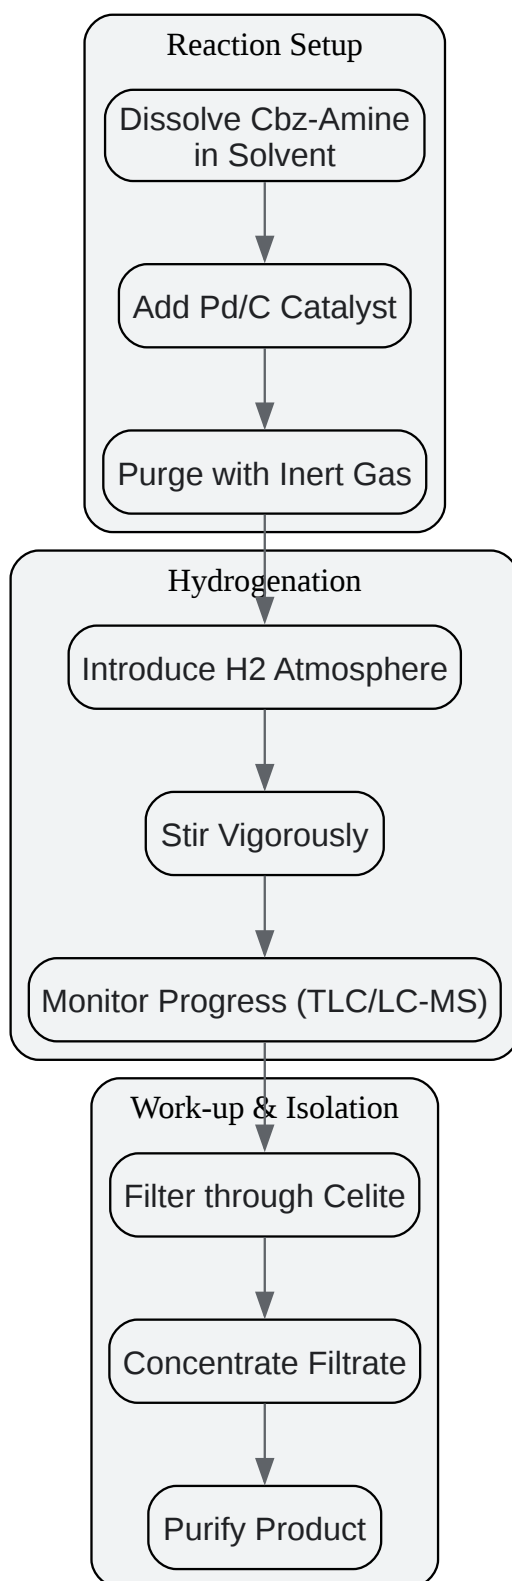 Reaction Setup
Dissolve Cbz-Amine
in Solvent
Add Pd/C Catalyst
Purge with Inert Gas
Hydrogenation
Introduce H2 Atmosphere
Stir Vigorously
Monitor Progress (TLC/LC-MS)
Work-up & Isolation
Filter through Celite
Concentrate Filtrate
Purify Product